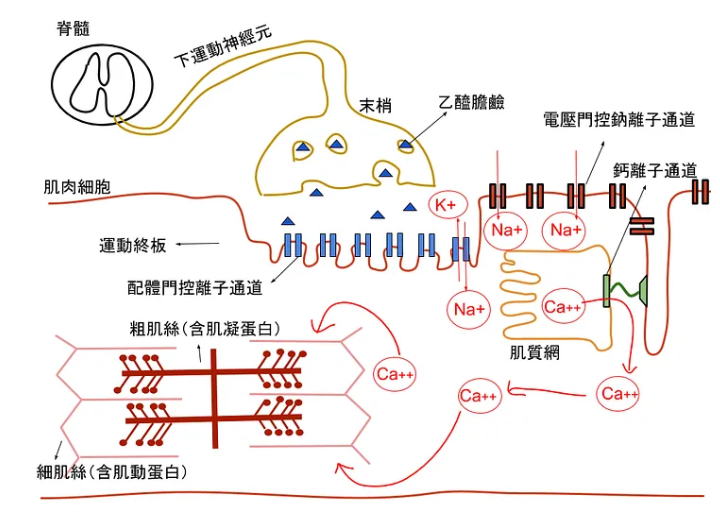 脊髓
下運動神經元
末梢
乙醯膽鹼
電壓門控鈉離子通道
鈣離子通道
肌肉細胞
K+
Na+
Na+
運動終板
配體門控離子通道
Na+
Ca++
肌質網
粗肌絲(含肌凝蛋白)
Ca++
Ca++
Ca++
細肌絲(含肌動蛋白)